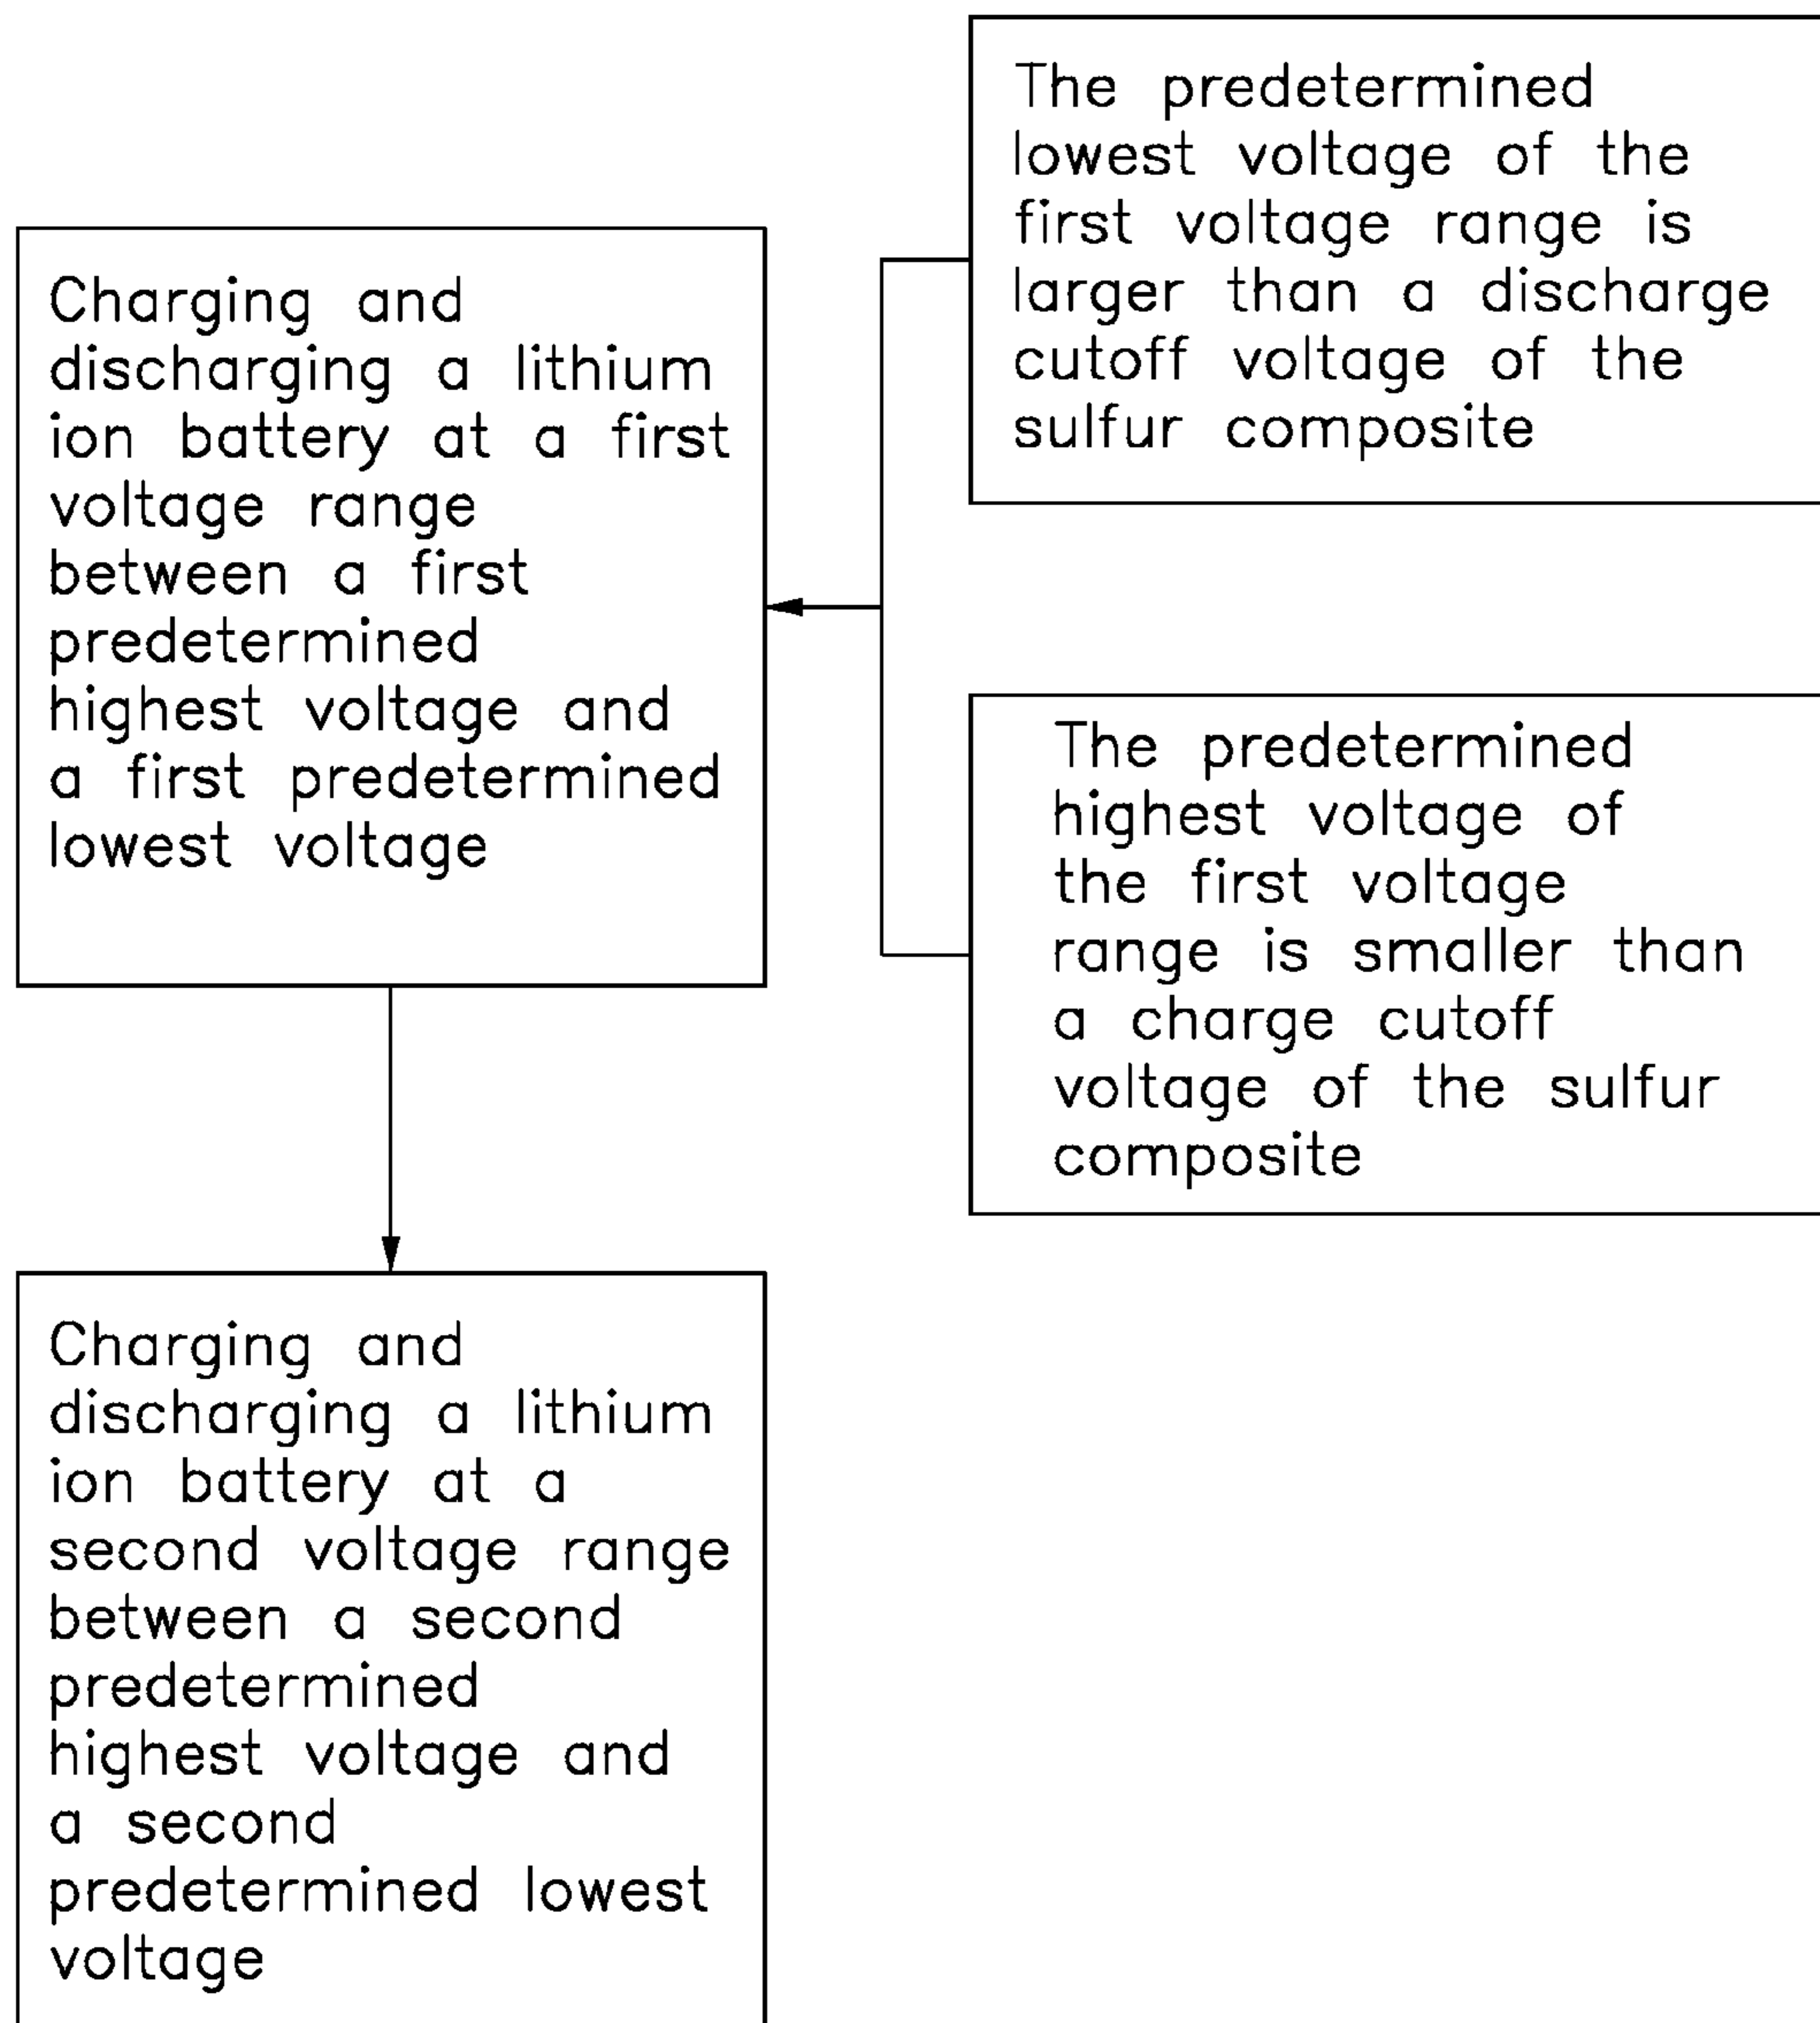 The predetermined
lowest voltage of the
first voltage range is
larger than a discharge
cutoff voltage of the
sulfur composite
Charging and
discharging a lithium
ion battery at a first
voltage range
between a first
predetermined
highest voltage and
a first predetermined
lowest voltage
The predetermined
highest voltage of
the first voltage
range is smaller than
a charge cutoff
voltage of the sulfur
composite
Charging and
discharging a lithium
ion battery at a
second voltage range
between a second
predetermined
highest voltage and
a second
predetermined lowest
voltage